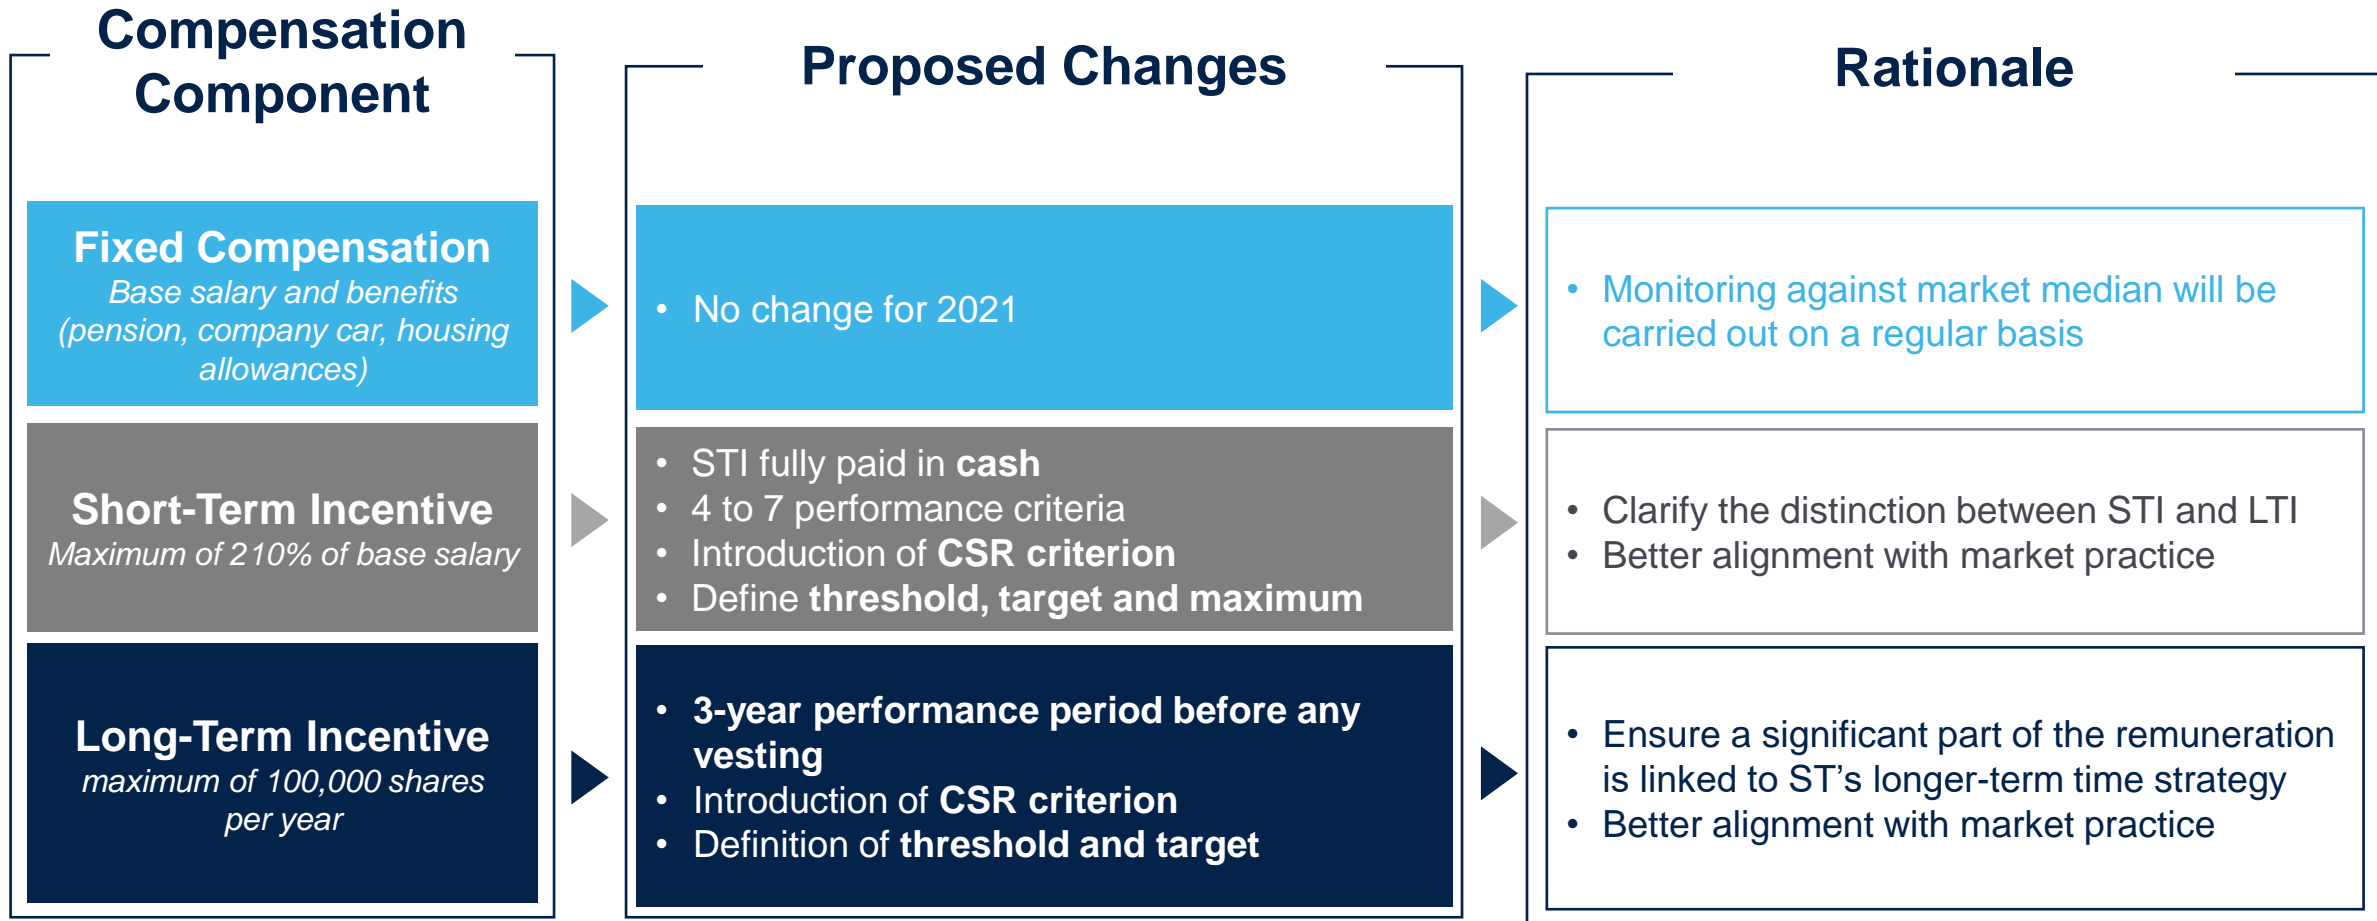 Compensation
Component
Proposed Changes
Rationale
Fixed Compensation
Base salary and benefits
(pension, company car, housing
allowances)
• No change for 2021
• Monitoring against market median will be
carried out on a regular basis
Short-Term Incentive
Maximum of 210% of base salary
• STI fully paid in cash
• 4 to 7 performance criteria
• Introduction of CSR criterion
• Define threshold, target and maximum
• Clarify the distinction between STI and LTI
• Better alignment with market practice
Long-Term Incentive
maximum of 100,000 shares
per year
• 3-year performance period before any
vesting
• Introduction of CSR criterion
• Definition of threshold and target
• Ensure a significant part of the remuneration
is linked to ST’s longer-term time strategy
• Better alignment with market practice